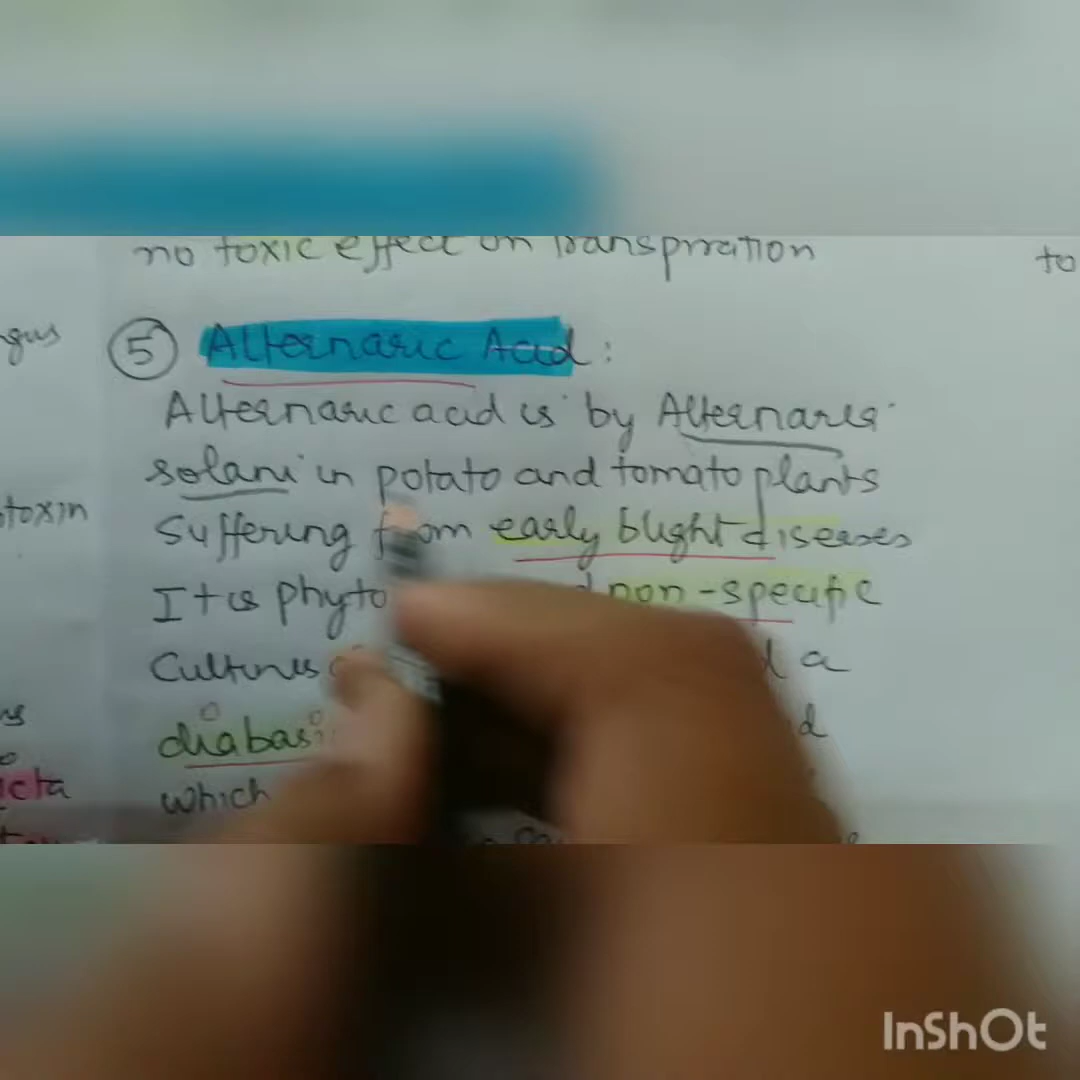 no toxic effect on Transpiration
to
gus
⑤ Alternaric Acid:
Alternaric acid is by Alternaria
solani in potato and tomato plants
toxin
suffering from early blight diseases
It is phyto non-specific
Cultures a
diabasi
cta
which
InShOt